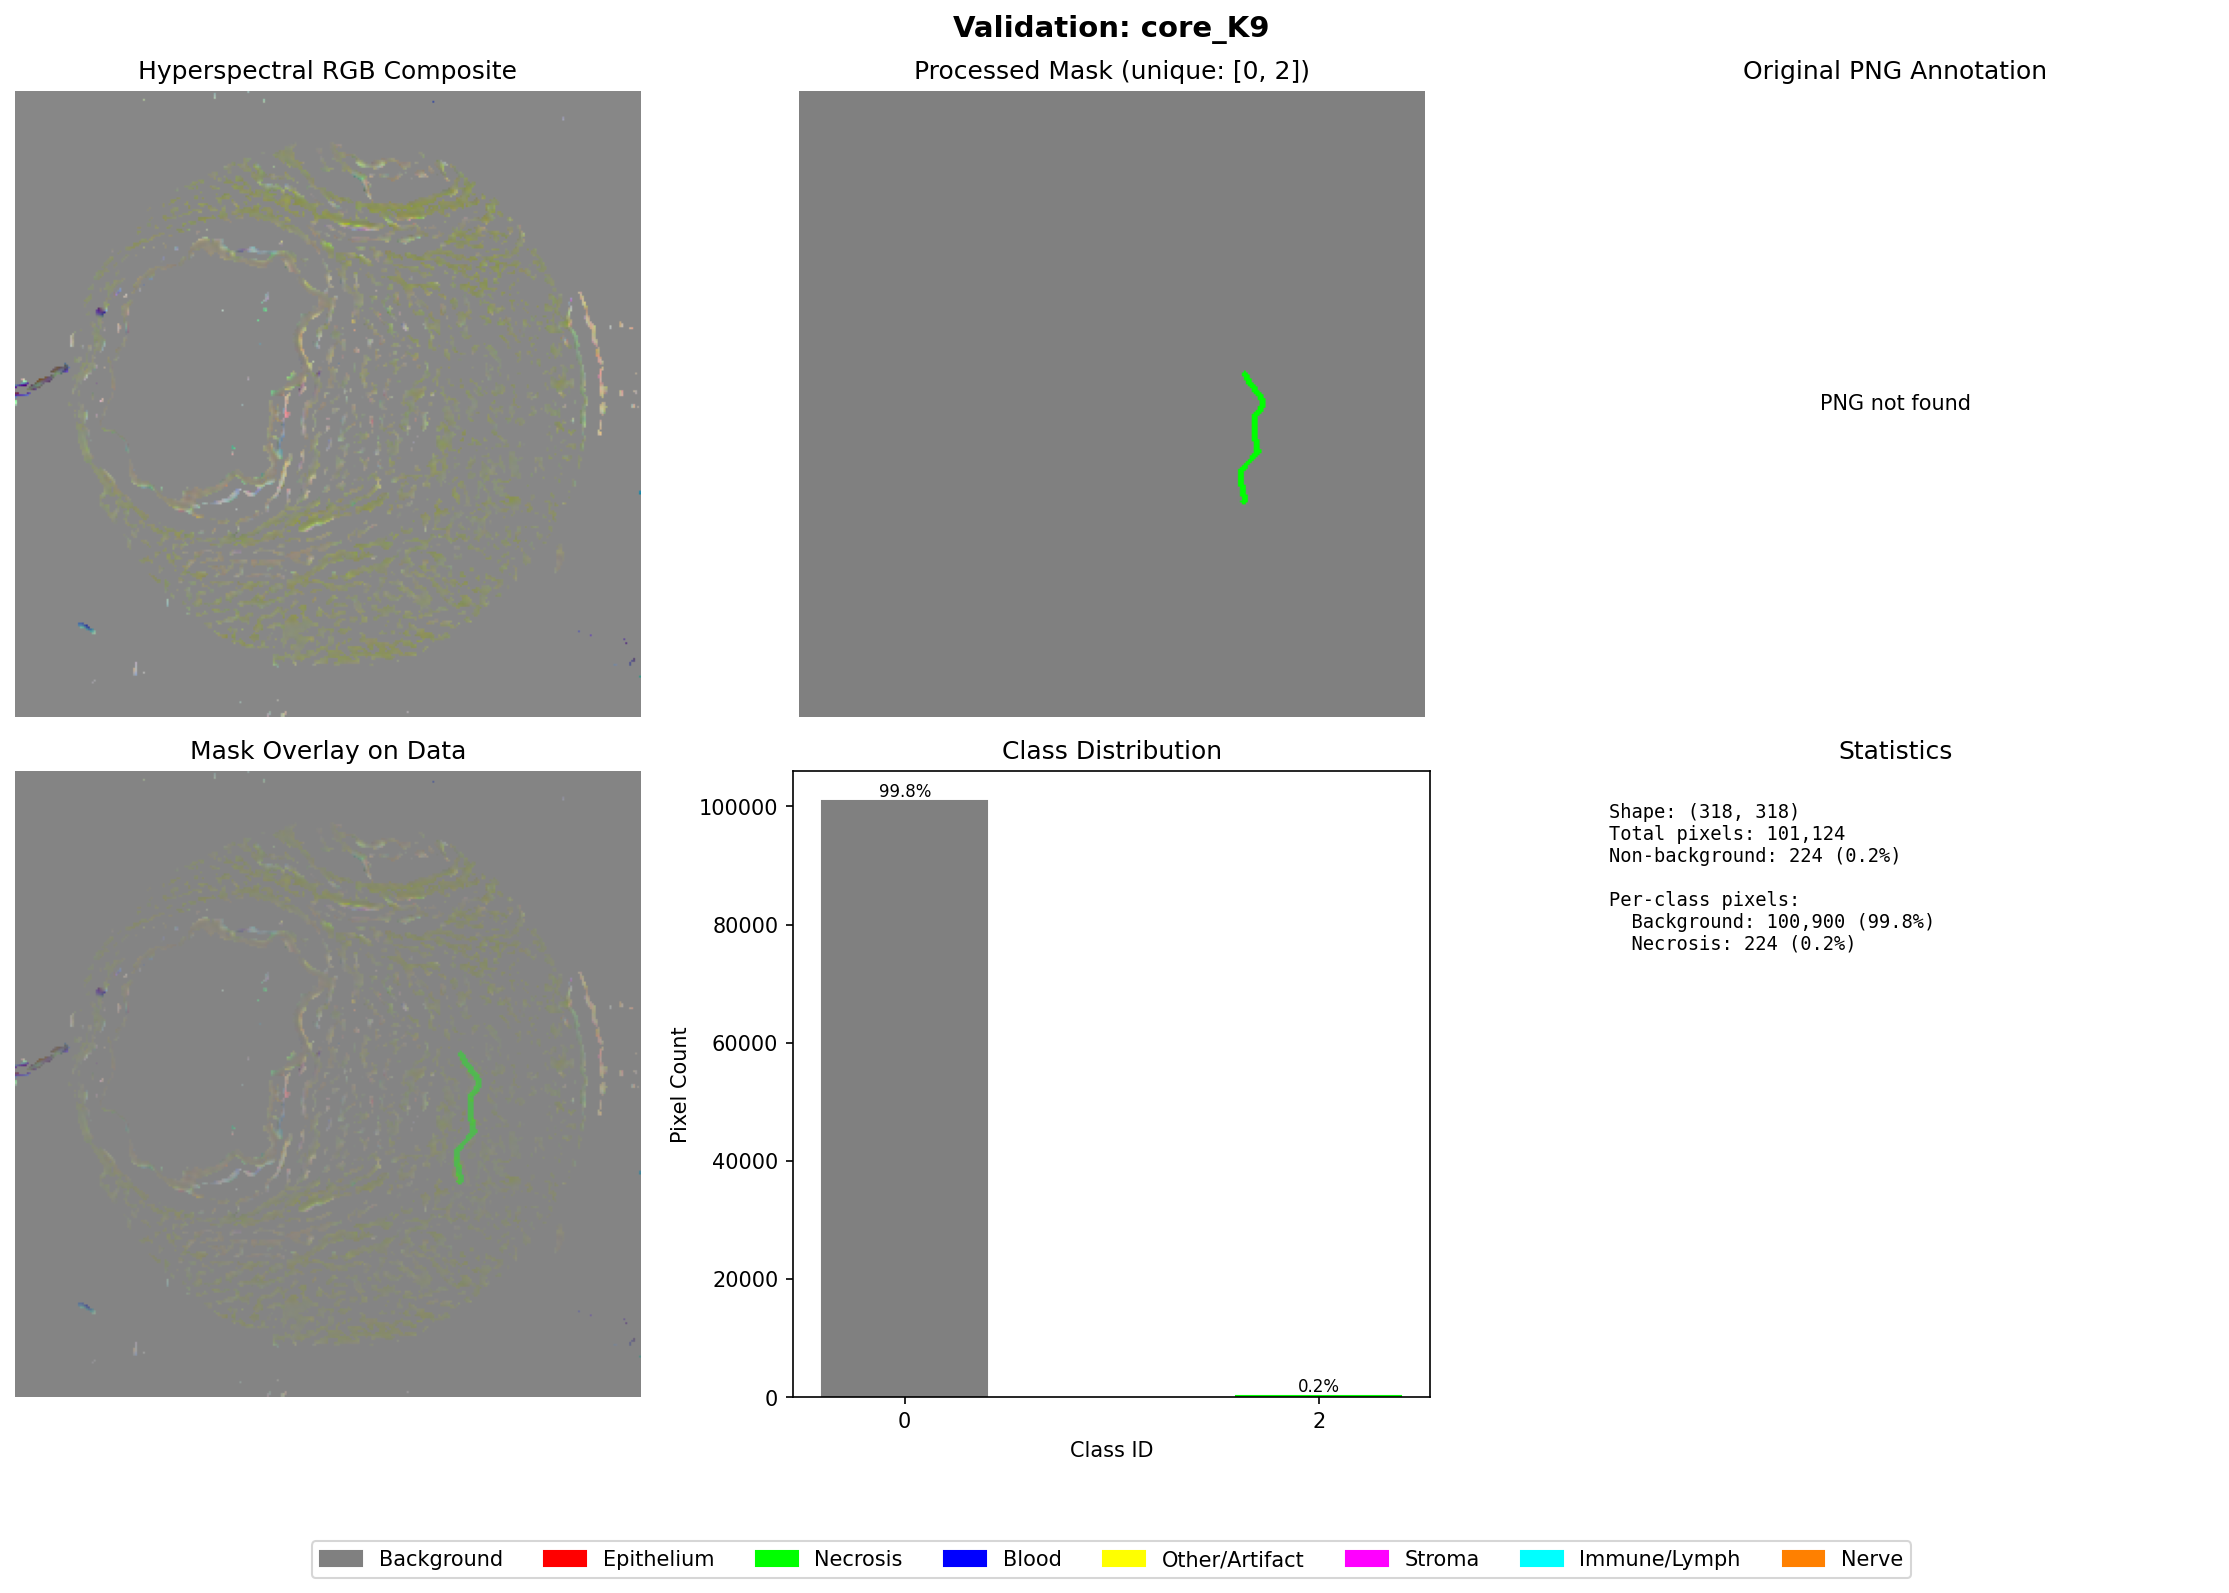 Validation: core_K9
Hyperspectral RGB Composite
Processed Mask (unique: [0, 2])
Original PNG Annotation
PNG not found
Mask Overlay on Data
Class Distribution
Statistics
99.8%
100000
80000
60000
40000
20000
0
Pixel Count
0.2%
0
2
Class ID
Shape: (318, 318)
Total pixels: 101,124
Non-background: 224 (0.2%)
Per-class pixels:
Background: 100,900 (99.8%)
Necrosis: 224 (0.2%)
Background
Epithelium
Necrosis
Blood
Other/Artifact
Stroma
Immune/Lymph
Nerve